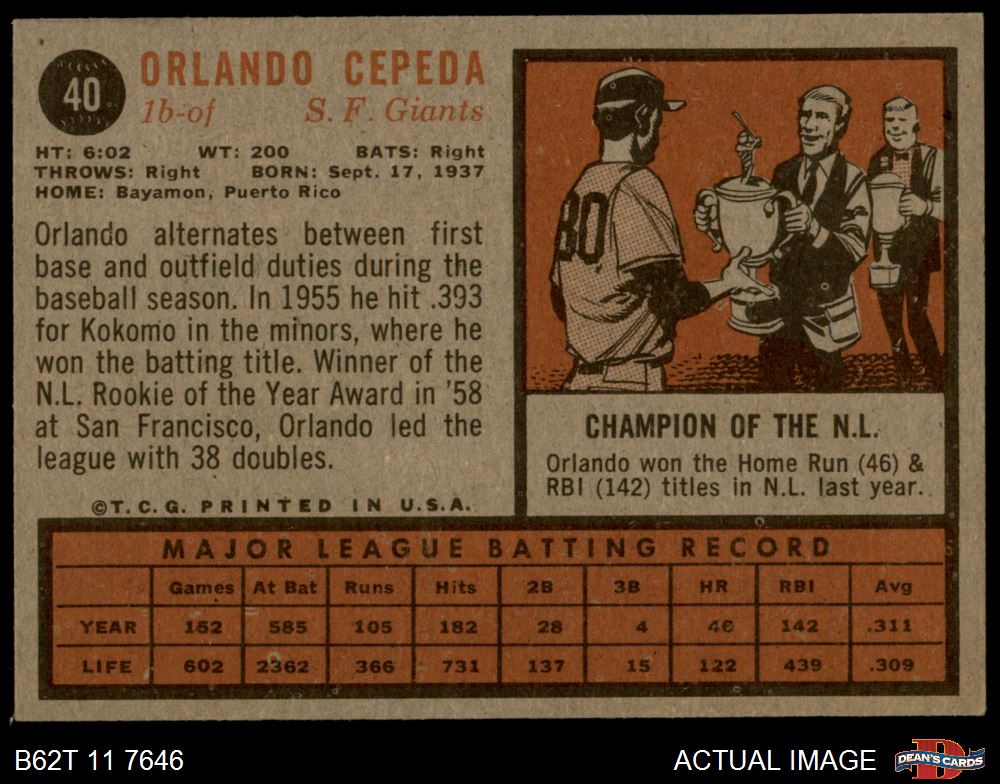 40
ORLANDO CEPEDA
1b-of S. F. Giants
HT: 6:02 WT: 200 BATS: Right
THROWS: Right BORN: Sept. 17, 1937
HOME: Bayamon, Puerto Rico
Orlando alternates between first
base and outfield duties during the
baseball season. In 1955 he hit .393
for Kokomo in the minors, where he
won the batting title. Winner of the
N.L. Rookie of the Year Award in '58
at San Francisco, Orlando led the
league with 38 doubles.
©T. C. G. PRINTED IN U.S.A.
30
CHAMPION OF THE N.L.
Orlando won the Home Run (46) &
RBI (142) titles in N.L. last year.
MAJOR LEAGUE BATTING RECORD
Games At Bat Runs Hits 2B 3B HR RBI Avg
YEAR 152 585 105 182 28 4 46 142 .311
LIFE 602 2362 366 731 137 15 122 439 .309
B62T 11 7646 ACTUAL IMAGE
D
DEAN'S CARDS